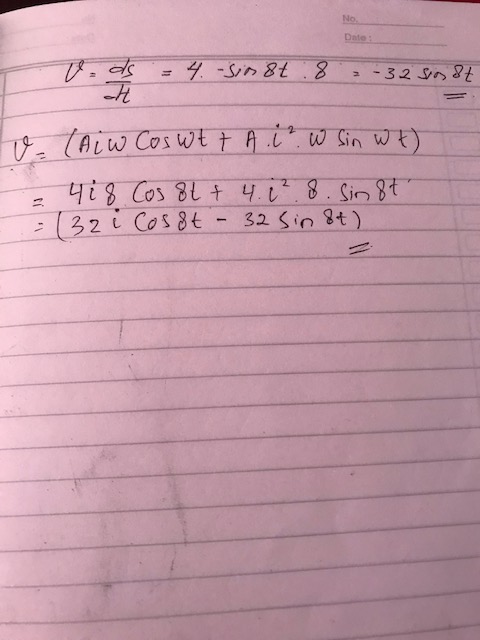 No.
Date :
V = ds/dt = 4. -sin 8t . 8 = -32 sin 8t
V = (Aiw Cos wt + A.i². w Sin wt)
= 4i8 Cos 8t + 4.i².8. Sin 8t
= (32 i Cos 8t - 32 Sin 8t)